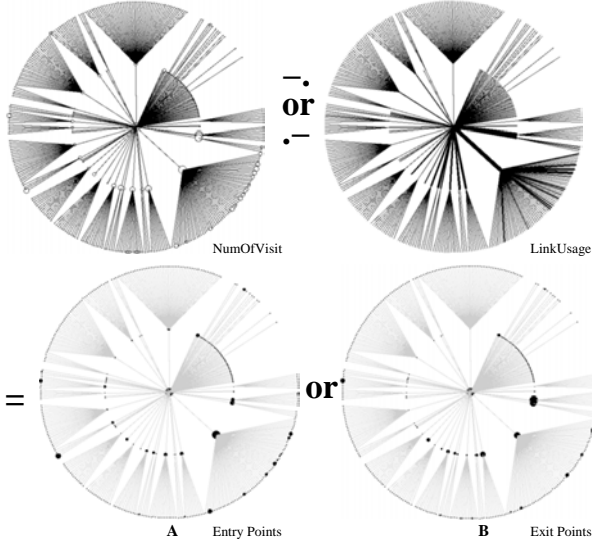 –.
or
.–
NumOfVisit
LinkUsage
=
or
A Entry Points
B Exit Points